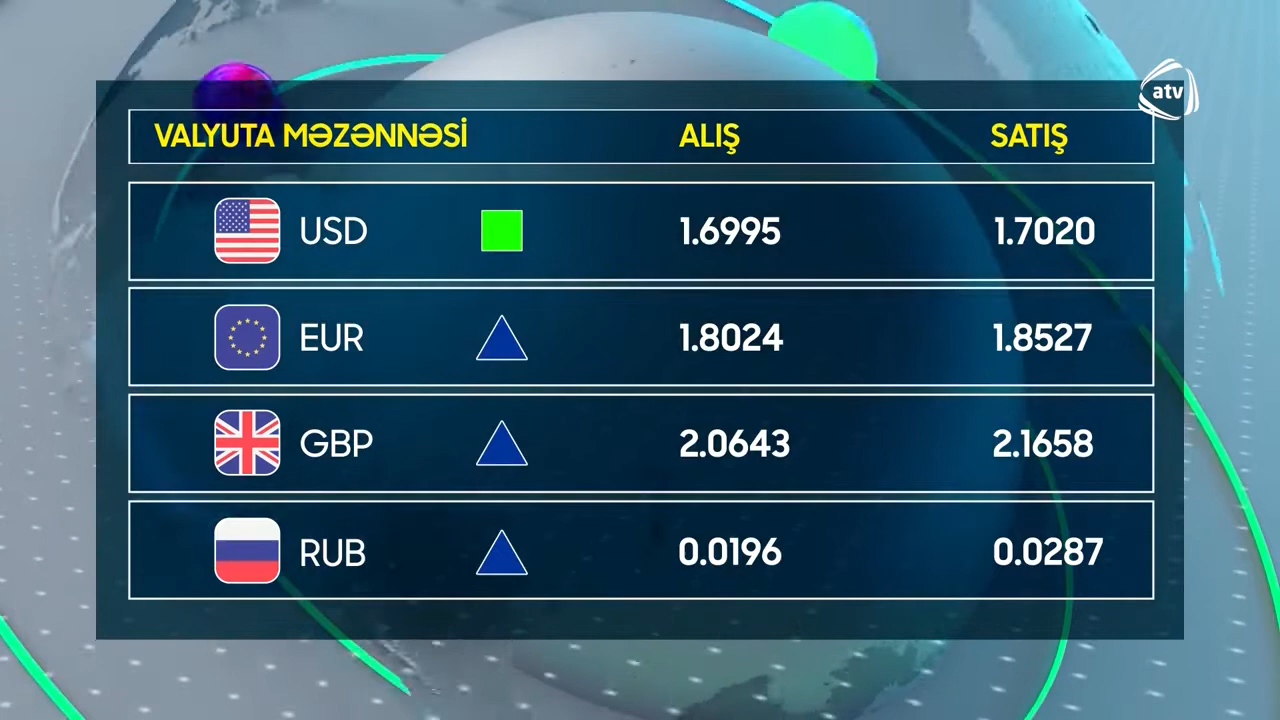 atv
VALYUTA MƏZƏNNƏSİ ALIŞ SATIŞ
USD 1.6995 1.7020
EUR 1.8024 1.8527
GBP 2.0643 2.1658
RUB 0.0196 0.0287